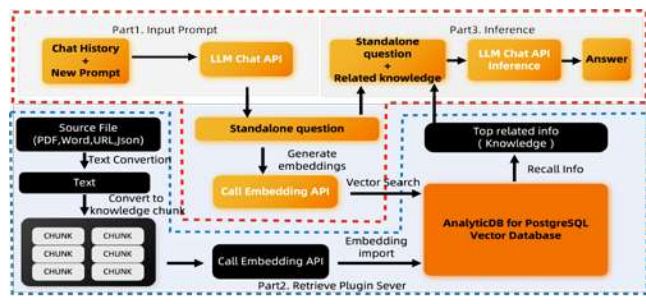 Part1. Input Prompt
Part3. Inference
Chat History
+
New Prompt
LLM Chat API
Standalone
question
+
Related knowledge
LLM Chat API
inference
Answer
Source File
(PDF,Word,URL,Json)
Standalone question
Top related info
( Knowledge )
Text Convertion
Generate
embeddings
Text
Call Embedding API
Vector Search
Recall Info
Convert to
knowledge chunk
AnalyticDB for PostgreSQL
Vector Database
CHUNK CHUNK
CHUNK CHUNK
CHUNK CHUNK
Call Embedding API
Embedding
import
Part2. Retrieve Plugin Sever